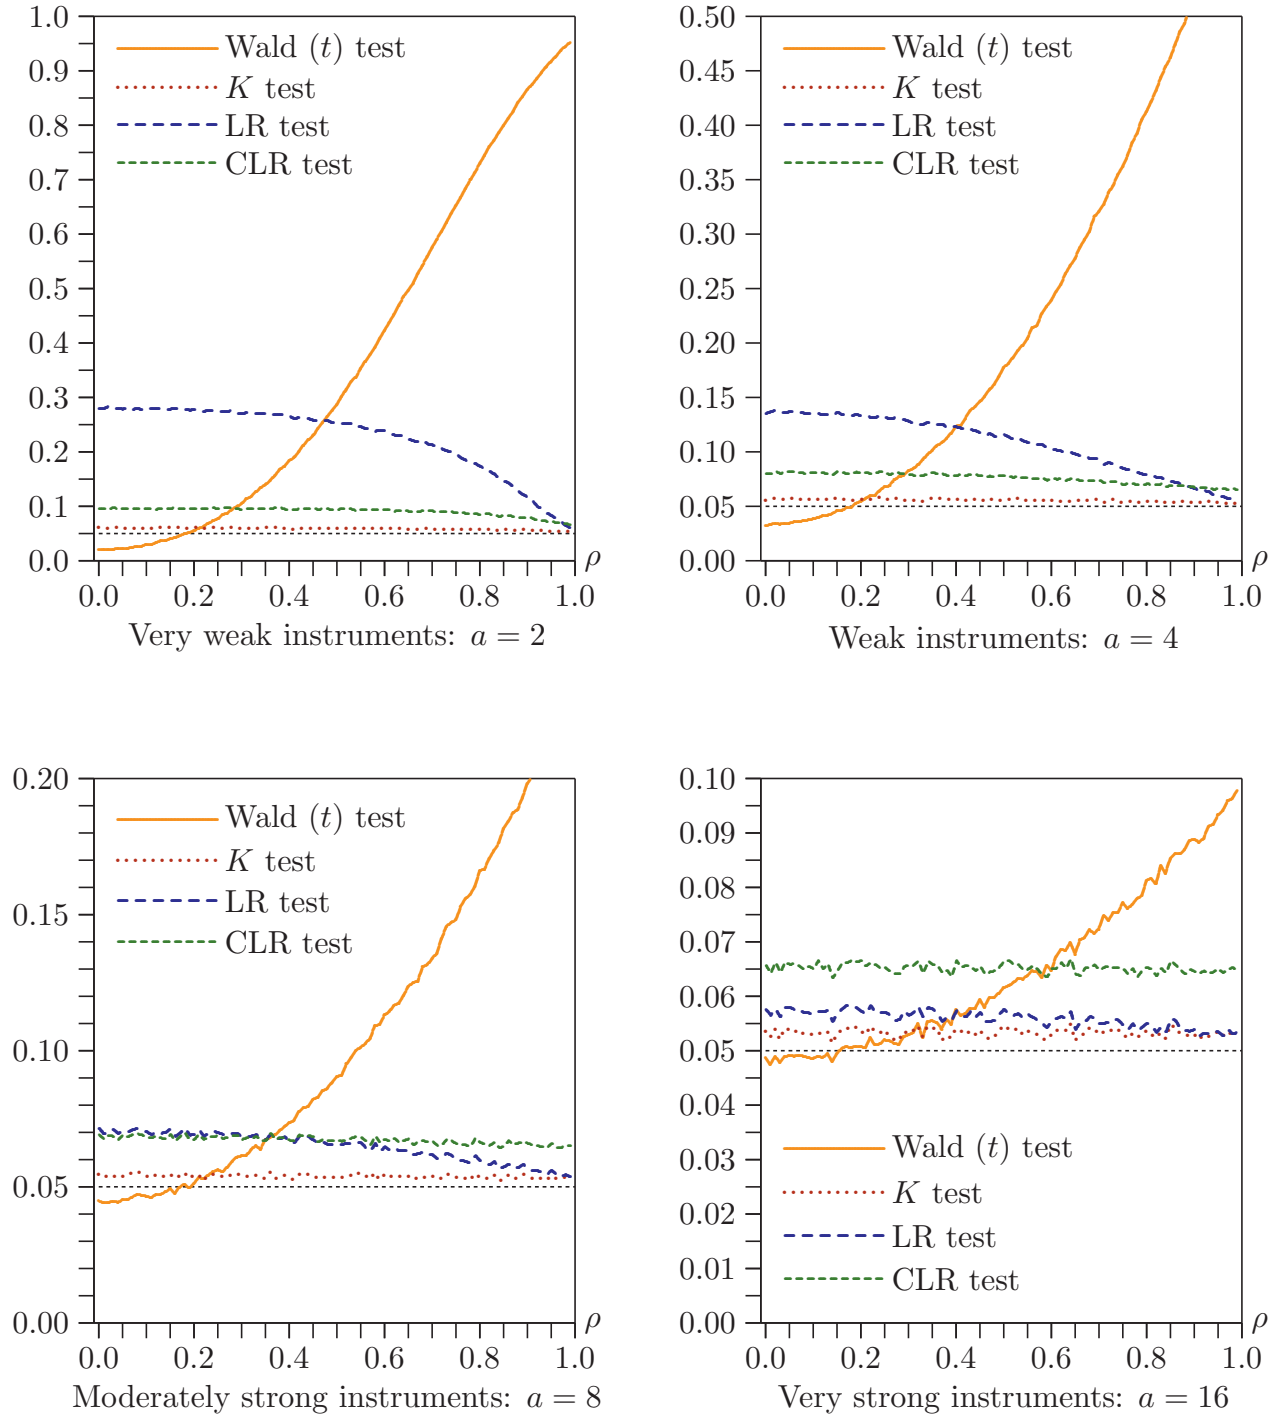 1.0
0.9
0.8
0.7
0.6
0.5
0.4
0.3
0.2
0.1
0.0
0.0 0.2 0.4 0.6 0.8 1.0
ρ
Wald (t) test
K test
LR test
CLR test
Very weak instruments: a = 2
0.50
0.45
0.40
0.35
0.30
0.25
0.20
0.15
0.10
0.05
0.00
0.0 0.2 0.4 0.6 0.8 1.0
ρ
Wald (t) test
K test
LR test
CLR test
Weak instruments: a = 4
0.20
0.15
0.10
0.05
0.00
0.0 0.2 0.4 0.6 0.8 1.0
ρ
Wald (t) test
K test
LR test
CLR test
Moderately strong instruments: a = 8
0.10
0.09
0.08
0.07
0.06
0.05
0.04
0.03
0.02
0.01
0.00
0.0 0.2 0.4 0.6 0.8 1.0
ρ
Wald (t) test
K test
LR test
CLR test
Very strong instruments: a = 16